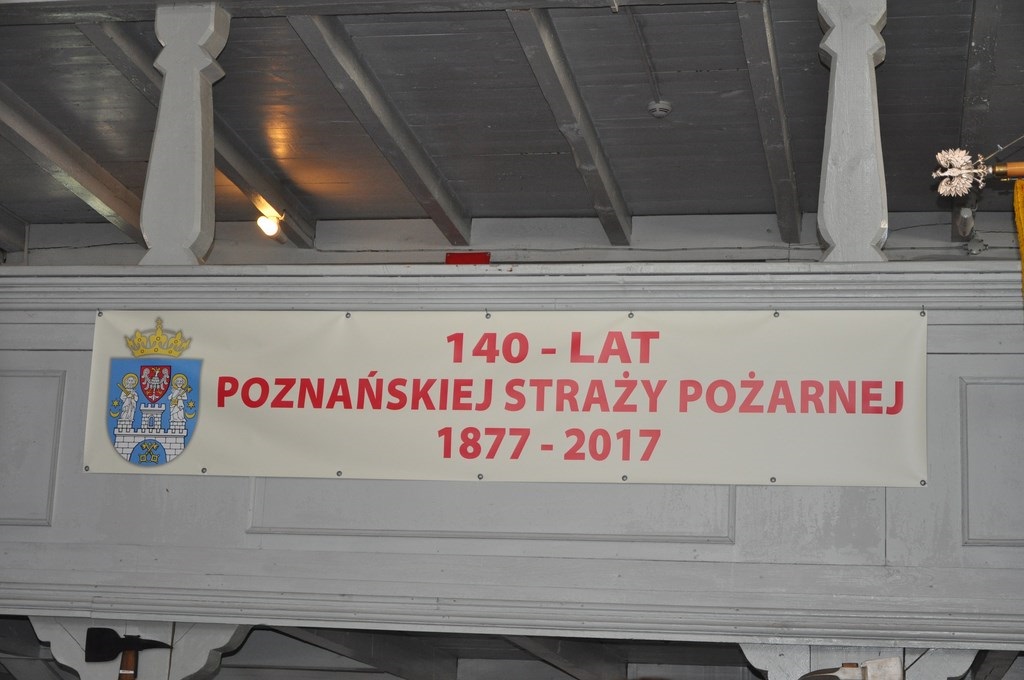 140 - LAT
POZNAŃSKIEJ STRAŻY POŻARNEJ
1877 - 2017